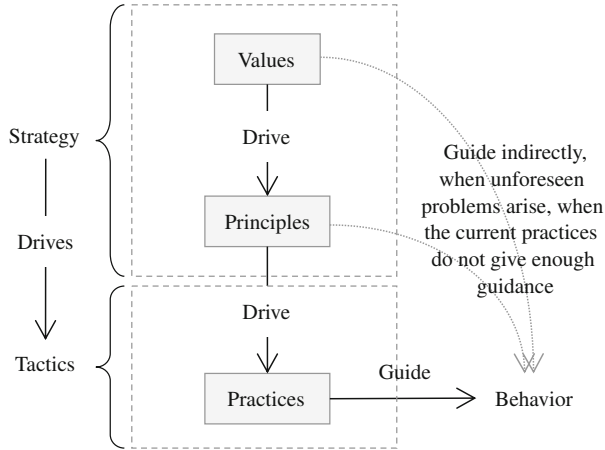 Values
Strategy
Drive
Guide indirectly,
when unforeseen
problems arise, when
the current practices
do not give enough
guidance
Principles
Drives
Drive
Tactics
Practices
Guide
Behavior